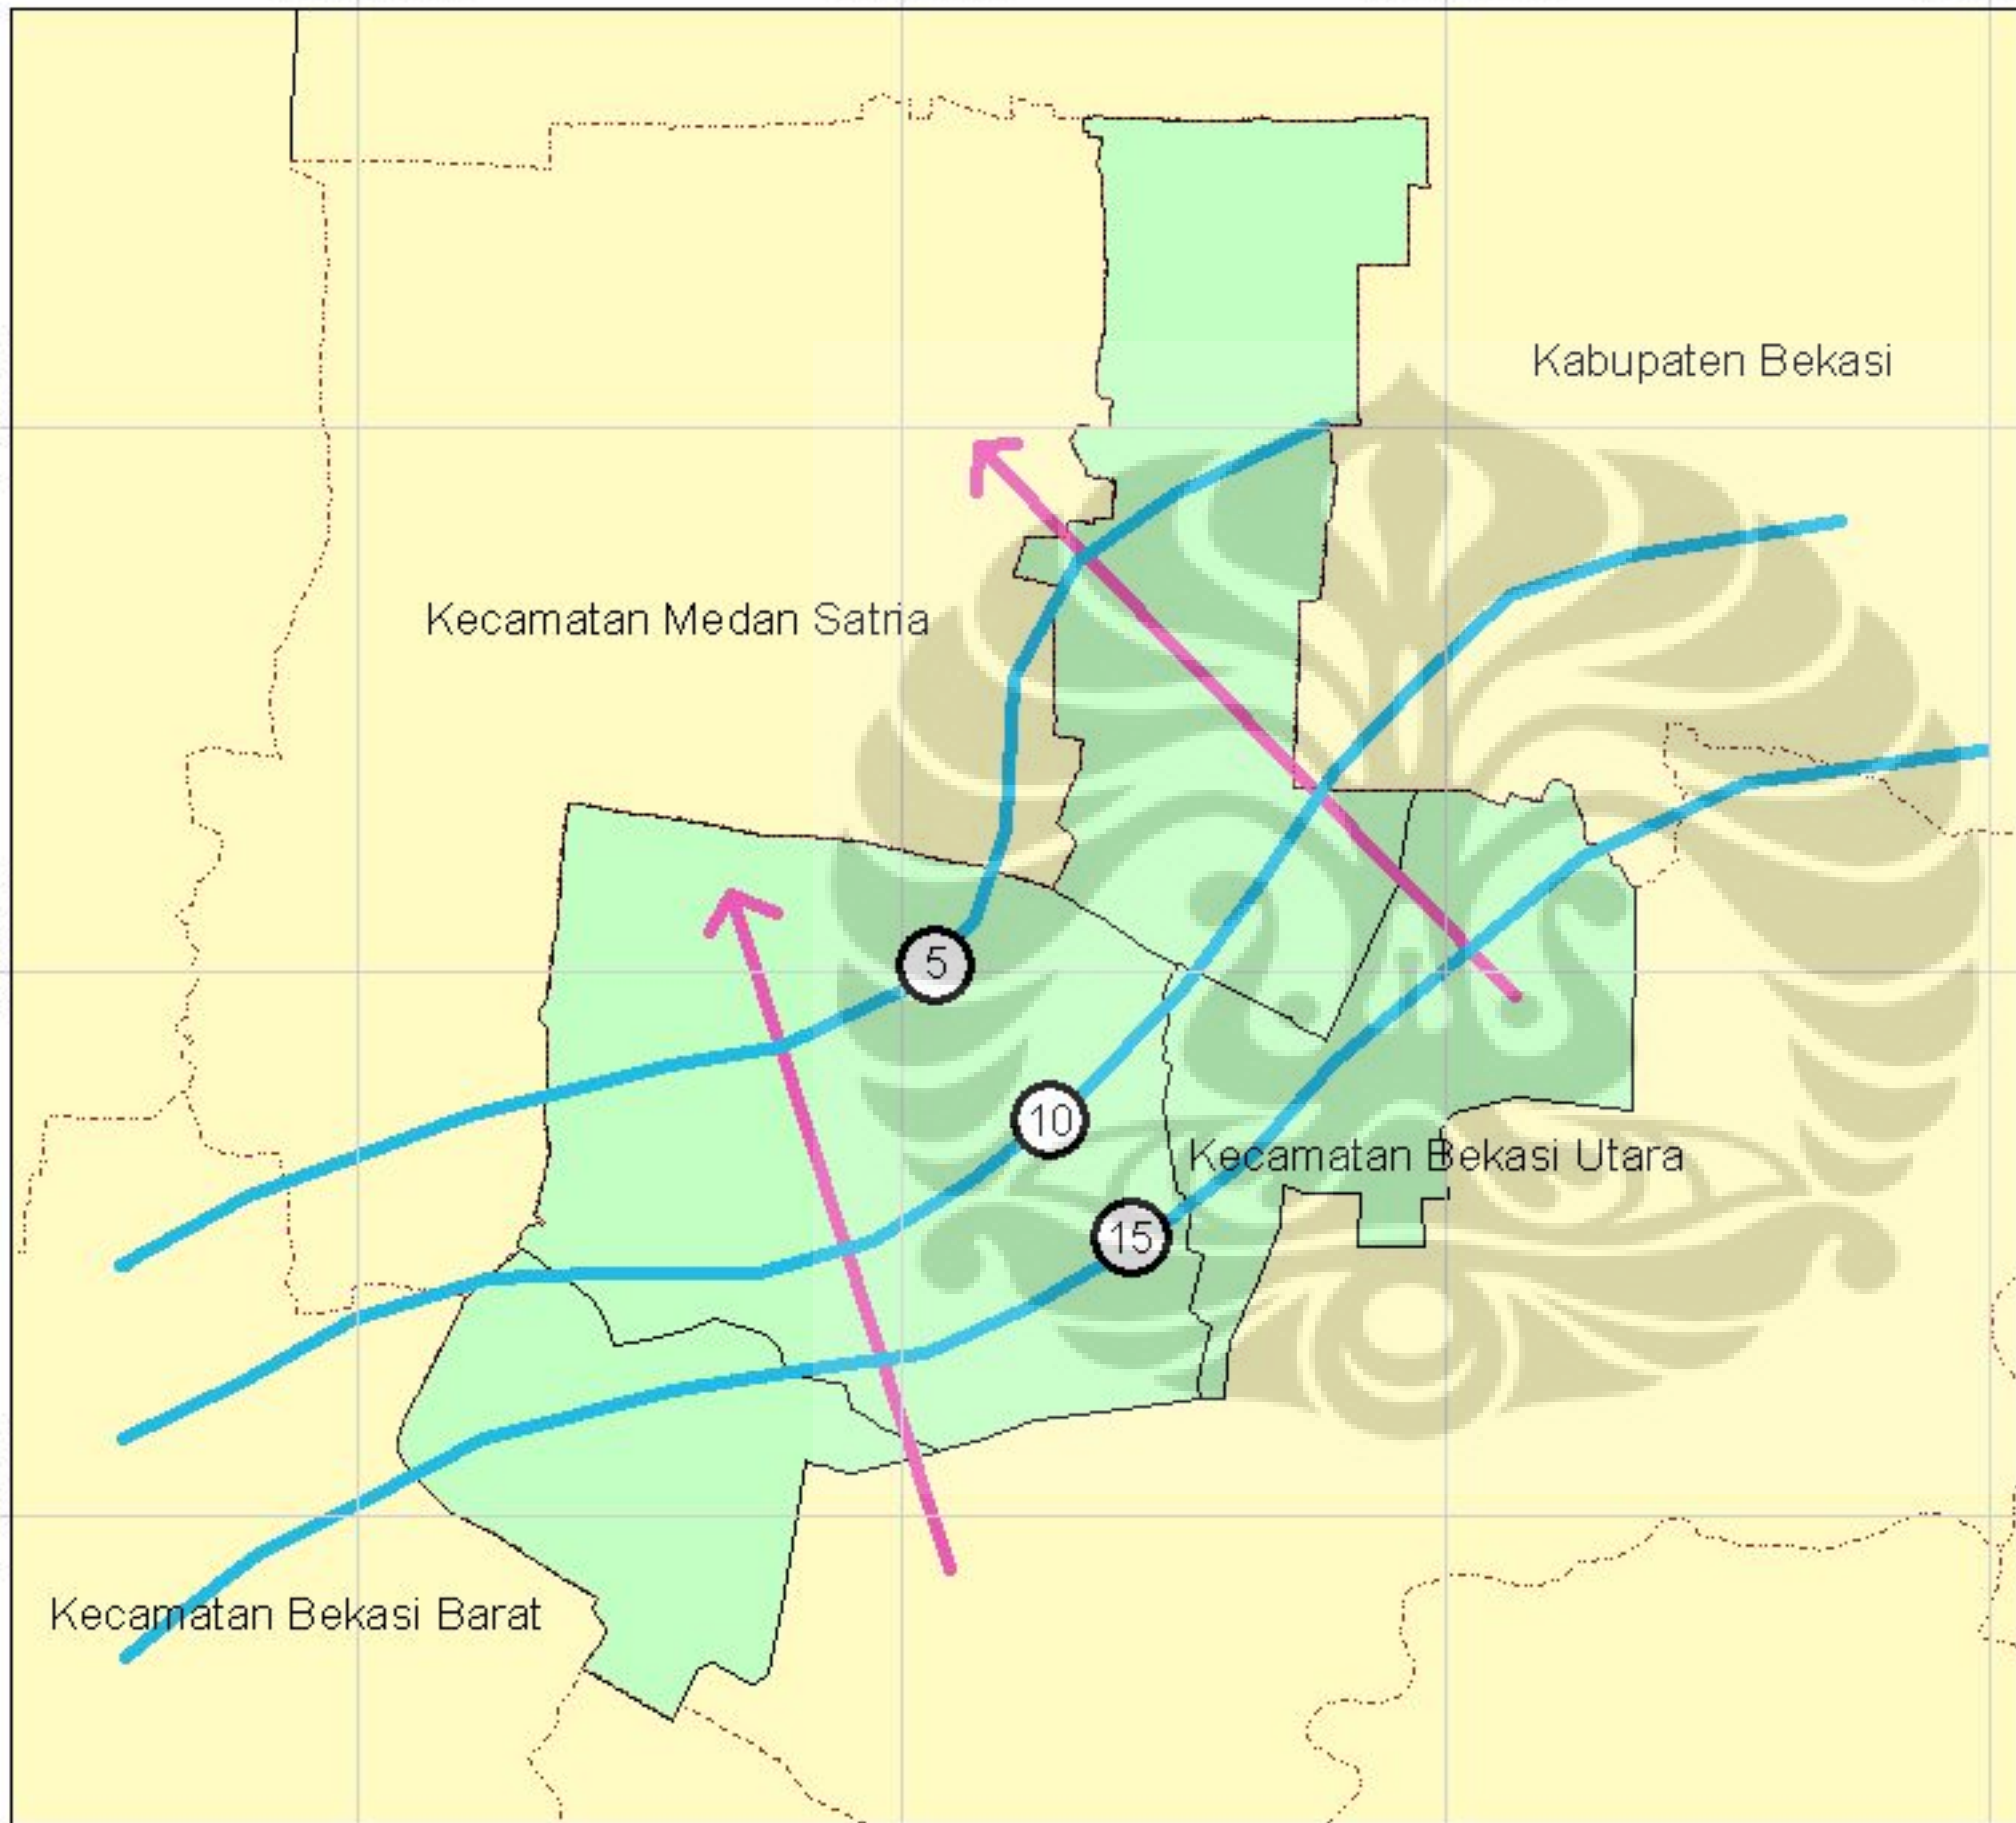 Kabupaten Bekasi
Kecamatan Medan Satria
5
10
Kecamatan Bekasi Utara
15
Kecamatan Bekasi Barat